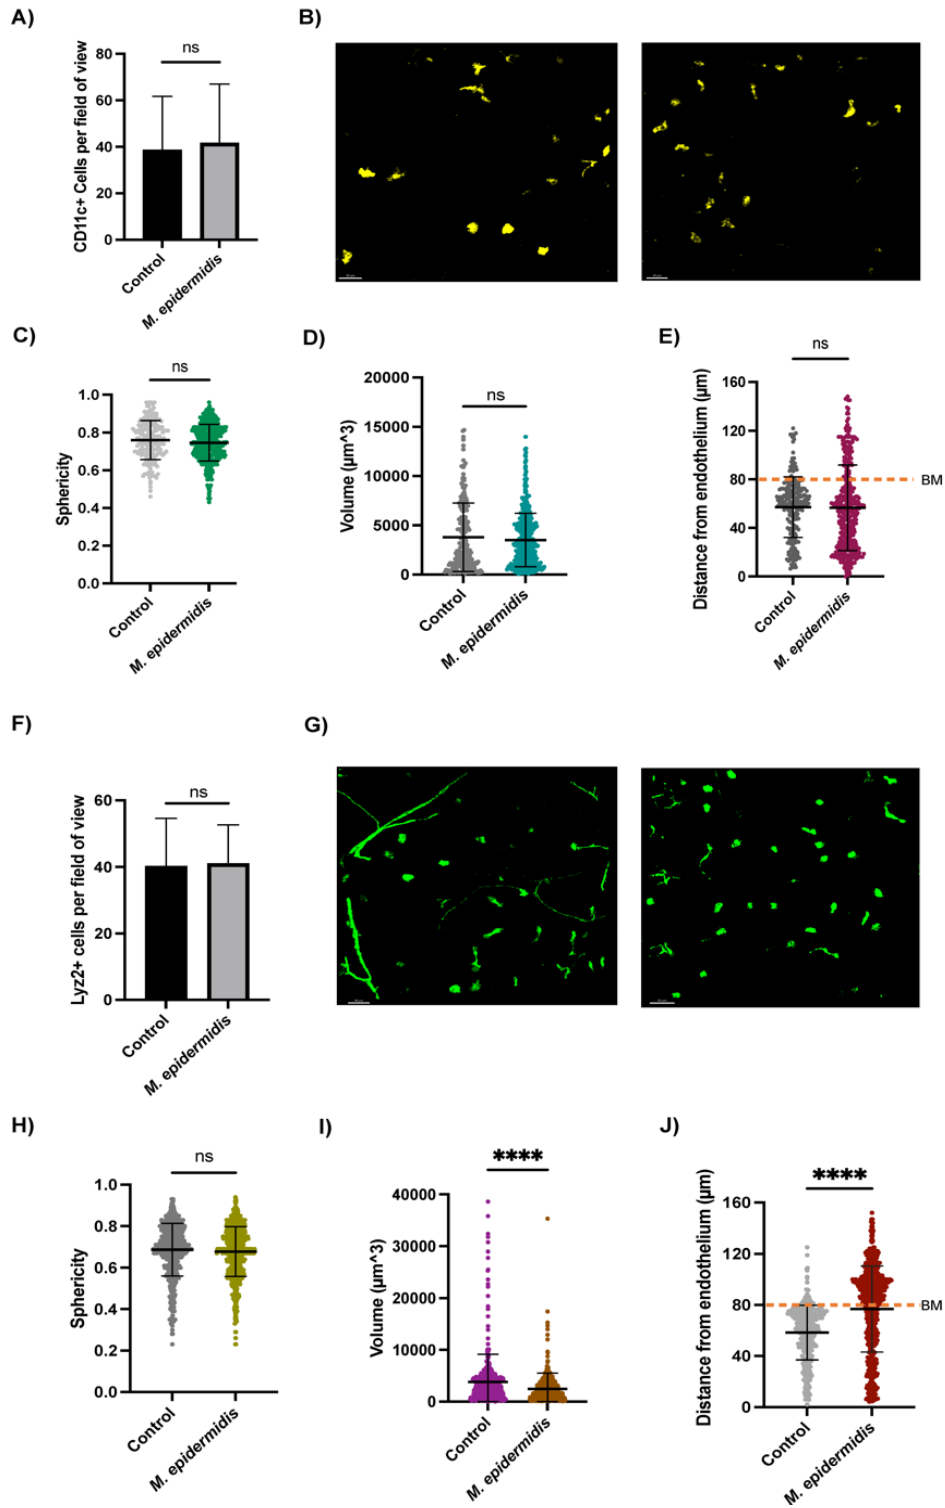 A)
ns
CD11c+ Cells per field of view
80
60
40
20
0
Control
M. epidermidis
B)
C)
ns
Sphericity
1.0
0.8
0.6
0.4
0.2
0.0
Control
M. epidermidis
D)
ns
Volume (µm^3)
20000
15000
10000
5000
0
Control
M. epidermidis
E)
ns
Distance from endothelium (µm)
160
120
80
40
0
BM
Control
M. epidermidis
F)
ns
Lyz2+ cells per field of view
60
40
20
0
Control
M. epidermidis
G)
H)
ns
Sphericity
1.0
0.8
0.6
0.4
0.2
0.0
Control
M. epidermidis
I)
****
Volume (µm^3)
40000
30000
20000
10000
0
Control
M. epidermidis
J)
****
Distance from endothelium (µm)
160
120
80
40
0
BM
Control
M. epidermidis